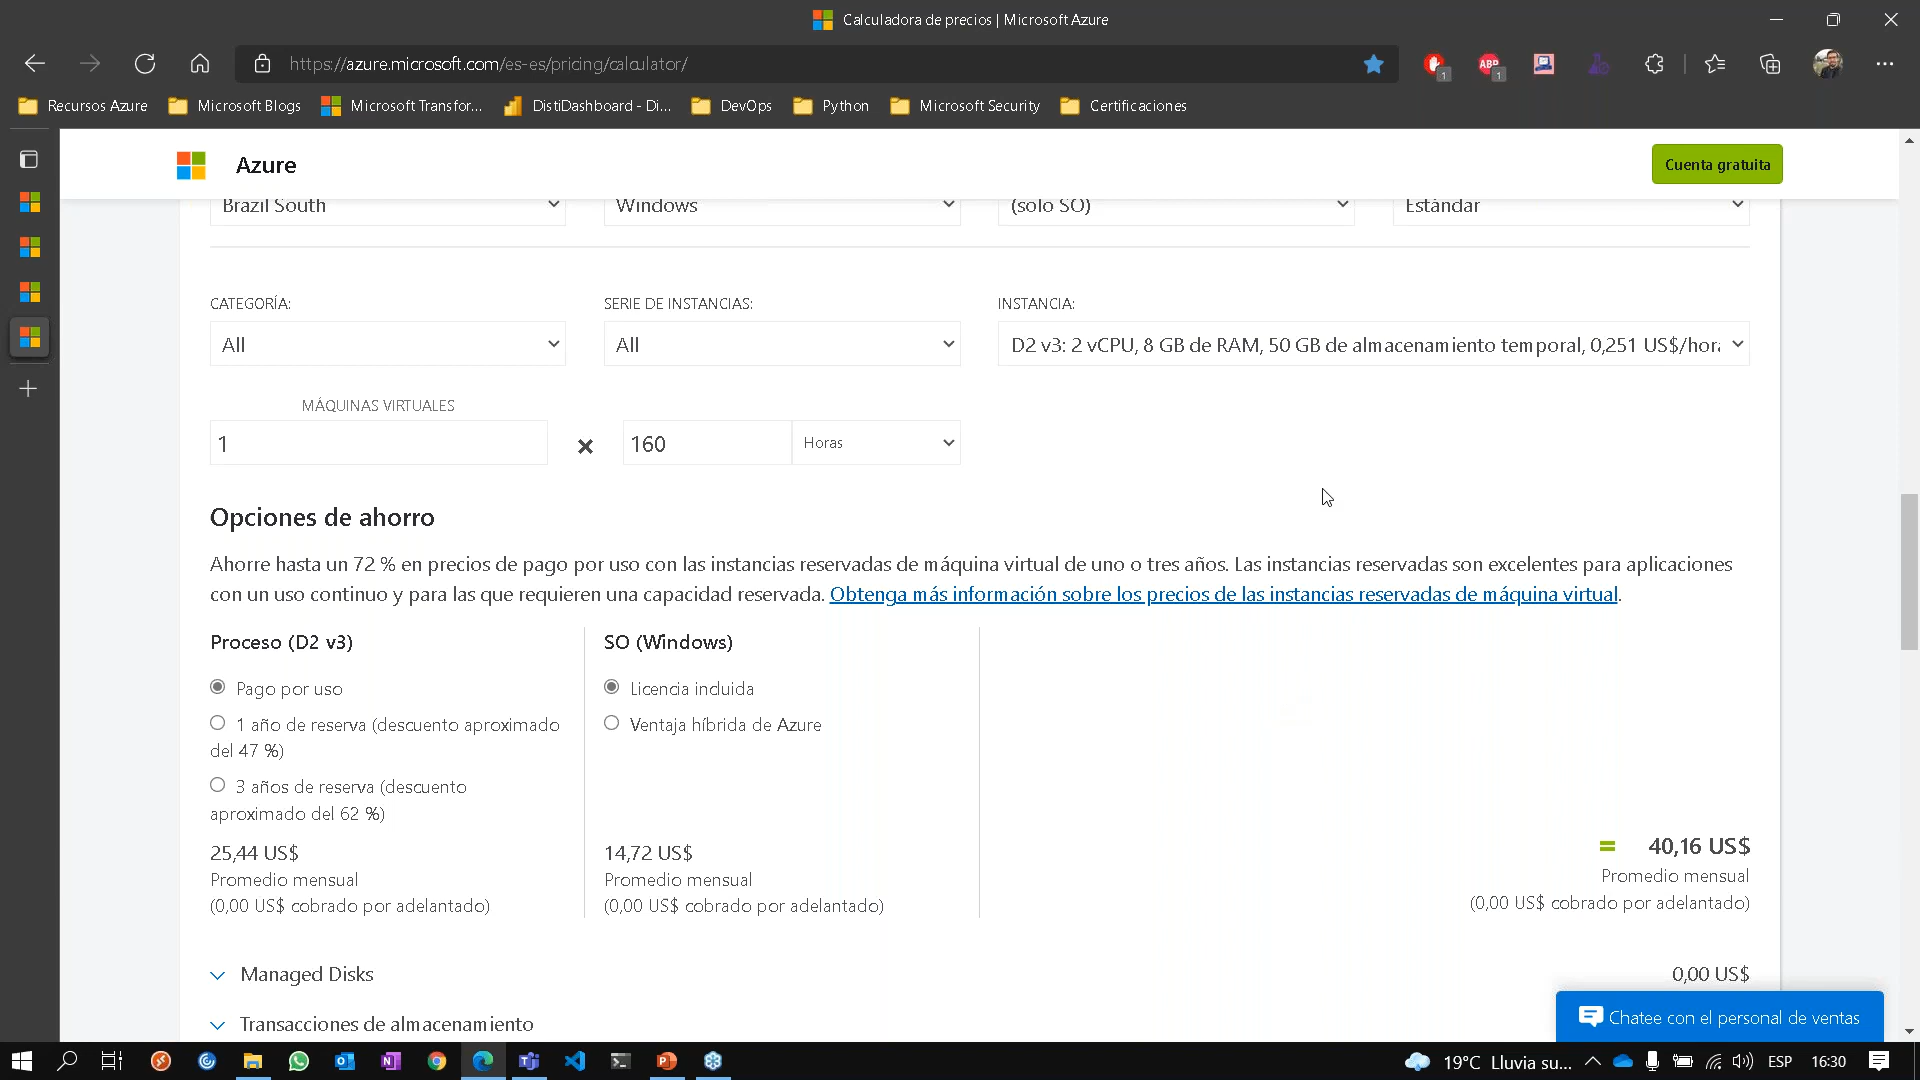 Calculadora de precios | Microsoft Azure
https://azure.microsoft.com/es-es/pricing/calculator/
1
ABP
1
Recursos Azure
Microsoft Blogs
Microsoft Transfor...
DistiDashboard - Di...
DevOps
Python
Microsoft Security
Certificaciones
Azure
Cuenta gratuita
Brazil South
Windows
(solo SO)
Estándar
CATEGORÍA:
SERIE DE INSTANCIAS:
INSTANCIA:
All
All
D2 v3: 2 vCPU, 8 GB de RAM, 50 GB de almacenamiento temporal, 0,251 US$/hora
MÁQUINAS VIRTUALES
1
160
Horas
Opciones de ahorro
Ahorre hasta un 72 % en precios de pago por uso con las instancias reservadas de máquina virtual de uno o tres años. Las instancias reservadas son excelentes para aplicaciones
con un uso continuo y para las que requieren una capacidad reservada. Obtenga más información sobre los precios de las instancias reservadas de máquina virtual.
Proceso (D2 v3)
Pago por uso
1 año de reserva (descuento aproximado
del 47 %)
3 años de reserva (descuento
aproximado del 62 %)
25,44 US$
Promedio mensual
(0,00 US$ cobrado por adelantado)
SO (Windows)
Licencia incluida
Ventaja híbrida de Azure
14,72 US$
Promedio mensual
(0,00 US$ cobrado por adelantado)
= 40,16 US$
Promedio mensual
(0,00 US$ cobrado por adelantado)
Managed Disks
0,00 US$
Transacciones de almacenamiento
Chatee con el personal de ventas
19°C Lluvia su...
ESP
16:30